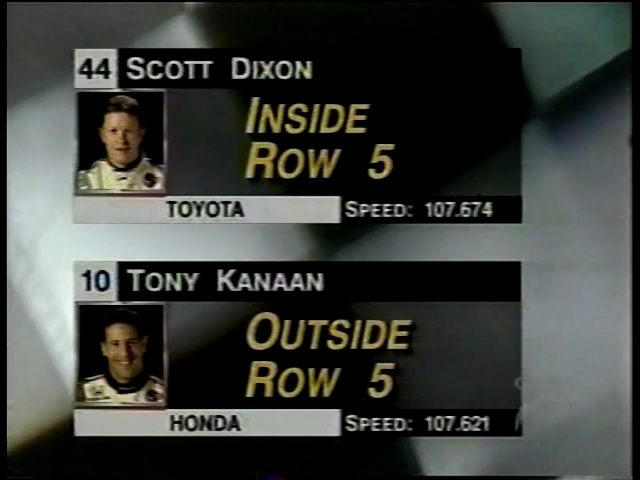 44 SCOTT DIXON
INSIDE
ROW 5
TOYOTA SPEED: 107.674
10 TONY KANAAN
OUTSIDE
ROW 5
HONDA SPEED: 107.621